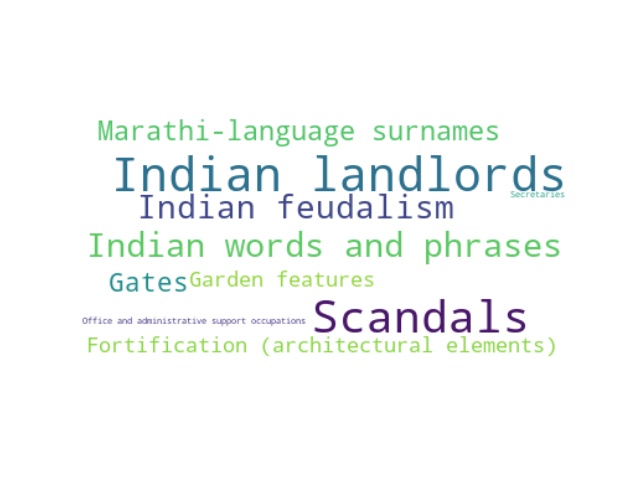 Marathi-language surnames
Indian landlords
Secretaries
Indian feudalism
Indian words and phrases
Gates
Garden features
Office and administrative support occupations
Scandals
Fortification (architectural elements)